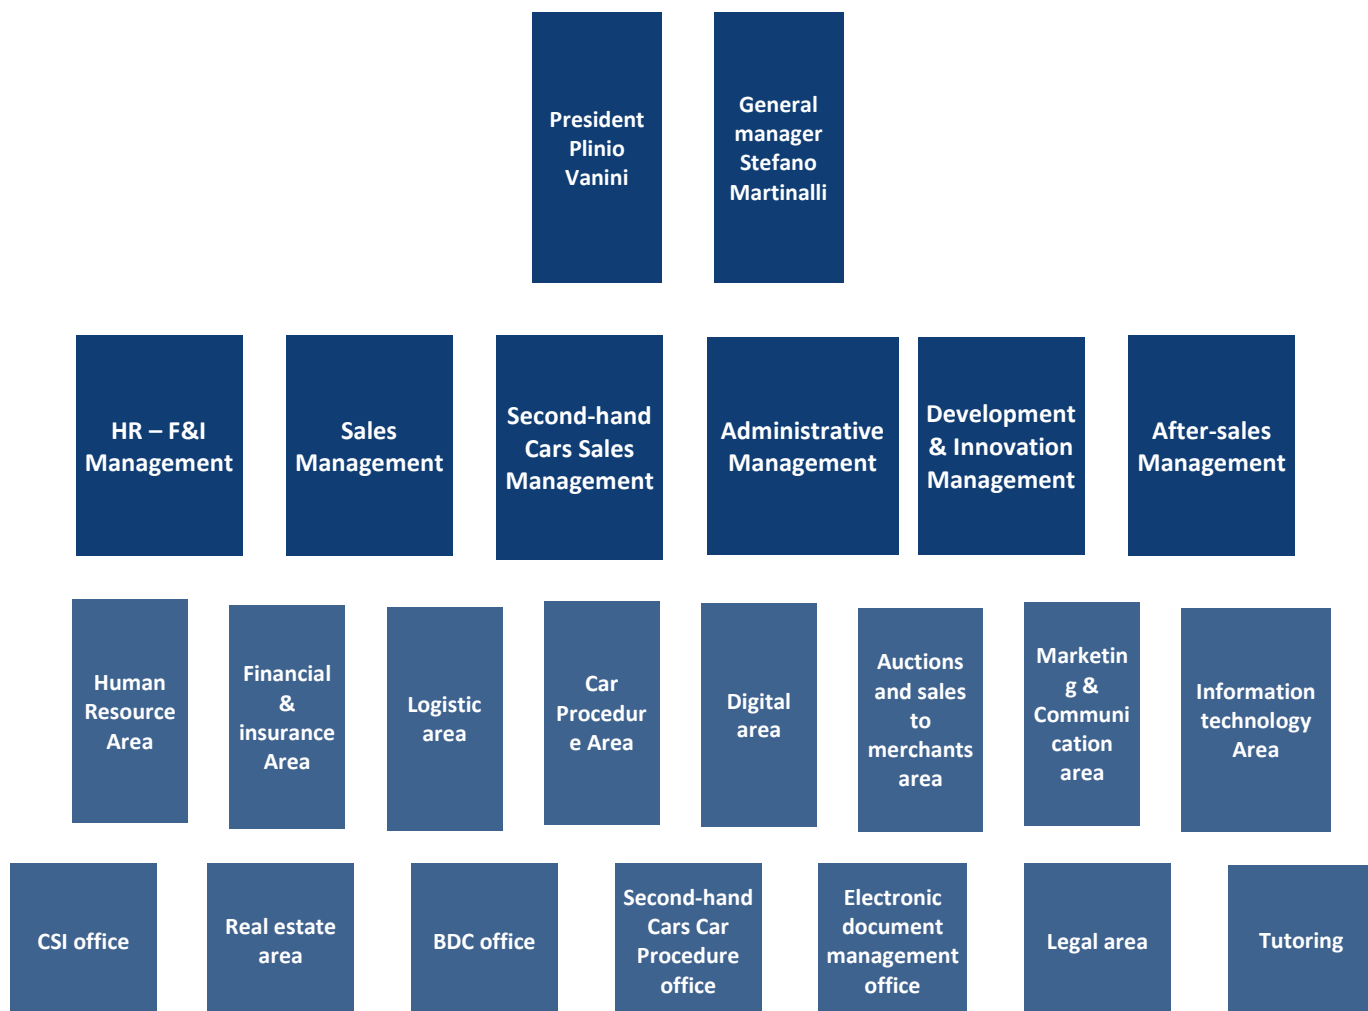 President
Plinio
Vanini
General
manager
Stefano
Martinalli
HR – F&I
Management
Sales
Management
Second-hand
Cars Sales
Management
Administrative
Management
Development
& Innovation
Management
After-sales
Management
Human
Resource
Area
Financial
&
insurance
Area
Logistic
area
Car
Procedur
e Area
Digital
area
Auctions
and sales
to
merchants
area
Marketin
g &
Communi
cation
area
Information
technology
Area
CSI office
Real estate
area
BDC office
Second-hand
Cars Car
Procedure
office
Electronic
document
management
office
Legal area
Tutoring